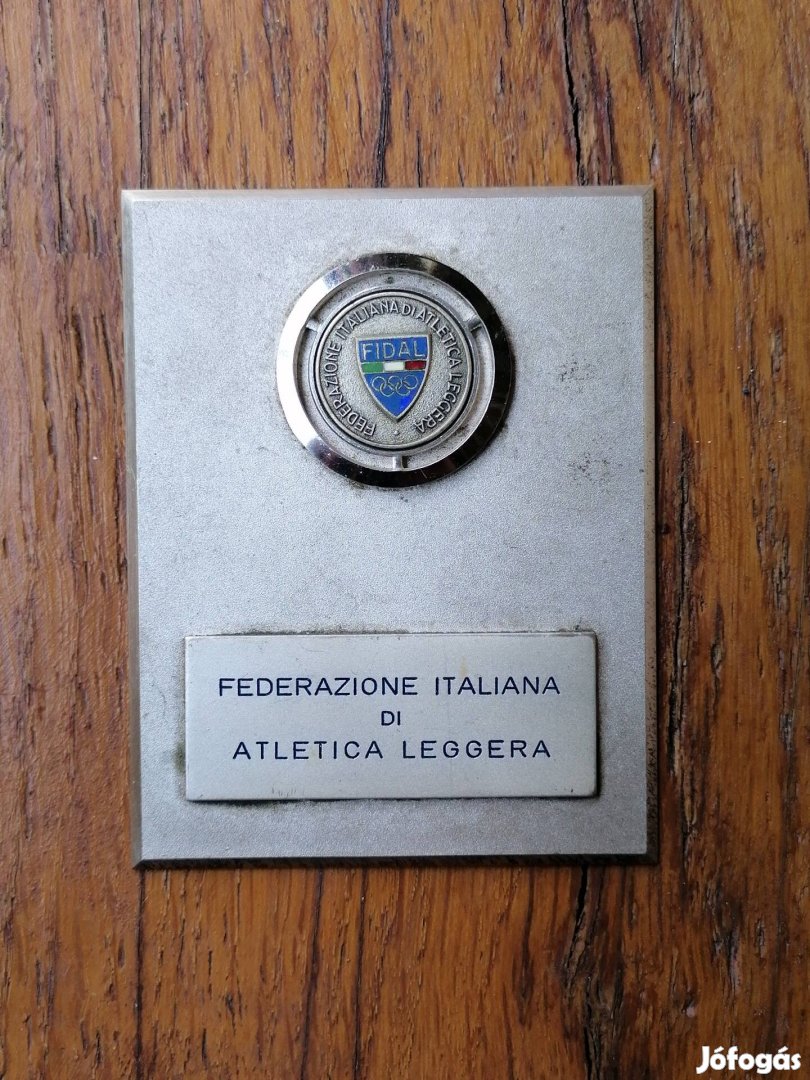 FEDERAZIONE ITALIANA DI ATLETICA LEGGERA
FIDAL
FEDERAZIONE ITALIANA
DI
ATLETICA LEGGERA
Jófogás